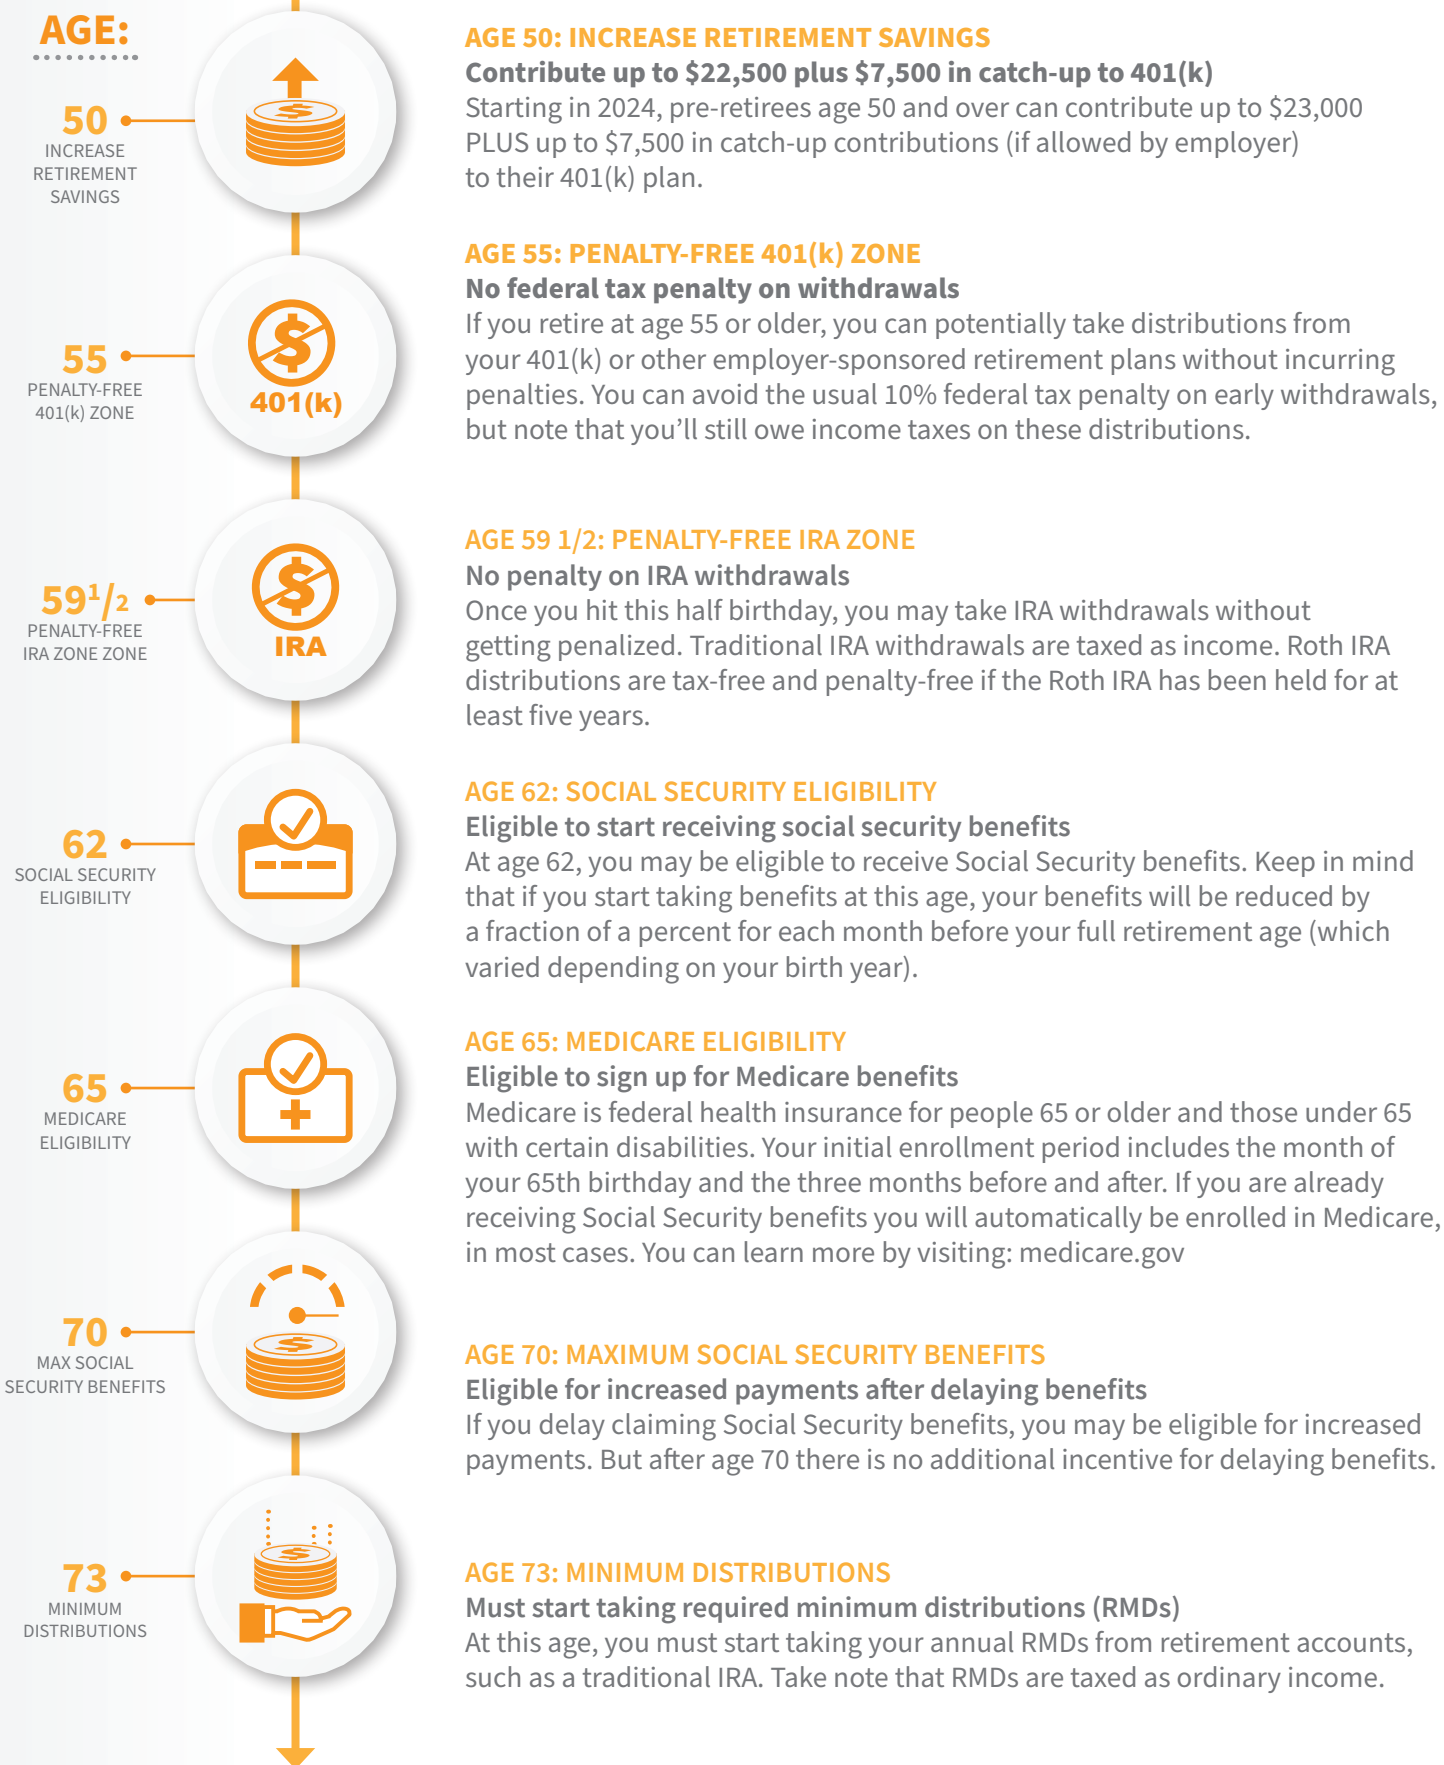 AGE:
50
INCREASE
RETIREMENT
SAVINGS
AGE 50: INCREASE RETIREMENT SAVINGS
Contribute up to $22,500 plus $7,500 in catch-up to 401(k)
Starting in 2024, pre-retirees age 50 and over can contribute up to $23,000
PLUS up to $7,500 in catch-up contributions (if allowed by employer)
to their 401(k) plan.
55
PENALTY-FREE
401(k) ZONE
$
401(k)
AGE 55: PENALTY-FREE 401(k) ZONE
No federal tax penalty on withdrawals
If you retire at age 55 or older, you can potentially take distributions from
your 401(k) or other employer-sponsored retirement plans without incurring
penalties. You can avoid the usual 10% federal tax penalty on early withdrawals,
but note that you’ll still owe income taxes on these distributions.
59 1/2
PENALTY-FREE
IRA ZONE ZONE
$
IRA
AGE 59 1/2: PENALTY-FREE IRA ZONE
No penalty on IRA withdrawals
Once you hit this half birthday, you may take IRA withdrawals without
getting penalized. Traditional IRA withdrawals are taxed as income. Roth IRA
distributions are tax-free and penalty-free if the Roth IRA has been held for at
least five years.
62
SOCIAL SECURITY
ELIGIBILITY
AGE 62: SOCIAL SECURITY ELIGIBILITY
Eligible to start receiving social security benefits
At age 62, you may be eligible to receive Social Security benefits. Keep in mind
that if you start taking benefits at this age, your benefits will be reduced by
a fraction of a percent for each month before your full retirement age (which
varied depending on your birth year).
65
MEDICARE
ELIGIBILITY
AGE 65: MEDICARE ELIGIBILITY
Eligible to sign up for Medicare benefits
Medicare is federal health insurance for people 65 or older and those under 65
with certain disabilities. Your initial enrollment period includes the month of
your 65th birthday and the three months before and after. If you are already
receiving Social Security benefits you will automatically be enrolled in Medicare,
in most cases. You can learn more by visiting: medicare.gov
70
MAX SOCIAL
SECURITY BENEFITS
$
AGE 70: MAXIMUM SOCIAL SECURITY BENEFITS
Eligible for increased payments after delaying benefits
If you delay claiming Social Security benefits, you may be eligible for increased
payments. But after age 70 there is no additional incentive for delaying benefits.
73
MINIMUM
DISTRIBUTIONS
$
AGE 73: MINIMUM DISTRIBUTIONS
Must start taking required minimum distributions (RMDs)
At this age, you must start taking your annual RMDs from retirement accounts,
such as a traditional IRA. Take note that RMDs are taxed as ordinary income.